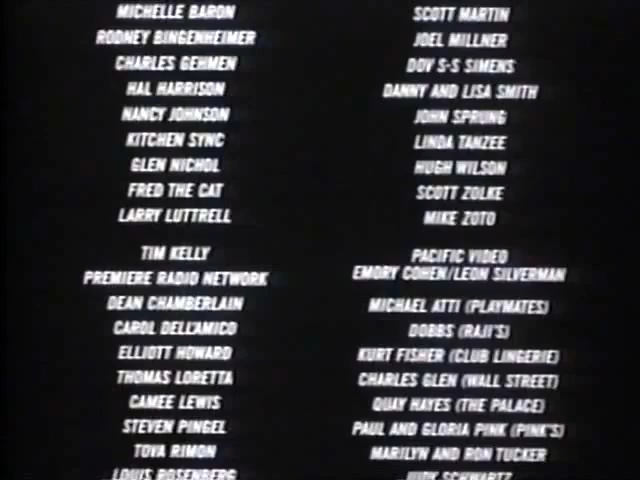 MICHELLE BARON
RODNEY BINGENHEIMER
CHARLES GEHMEN
HAL HARRISON
NANCY JOHNSON
KITCHEN SYNC
GLEN NICHOL
FRED THE CAT
LARRY LUTTRELL
TIM KELLY
PREMIERE RADIO NETWORK
DEAN CHAMBERLAIN
CAROL DELL'AMICO
ELLIOTT HOWARD
THOMAS LORETTA
CAMEE LEWIS
STEVEN PINGEL
TOVA RIMON
LOUIS ROSENBERG
SCOTT MARTIN
JOEL MILLNER
DOV S-S SIMENS
DANNY AND LISA SMITH
JOHN SPRUNG
LINDA TANZEE
HUGH WILSON
SCOTT ZOLKE
MIKE ZOTO
PACIFIC VIDEO
EMORY COHEN/LEON SILVERMAN
MICHAEL ATTI (PLAYMATES)
DOBBS (RAJI'S)
KURT FISHER (CLUB LINGERIE)
CHARLES GLEN (WALL STREET)
QUAY HAYES (THE PALACE)
PAUL AND GLORIA PINK (PINK'S)
MARILYN AND RON TUCKER
JUDY SCHWARTZ